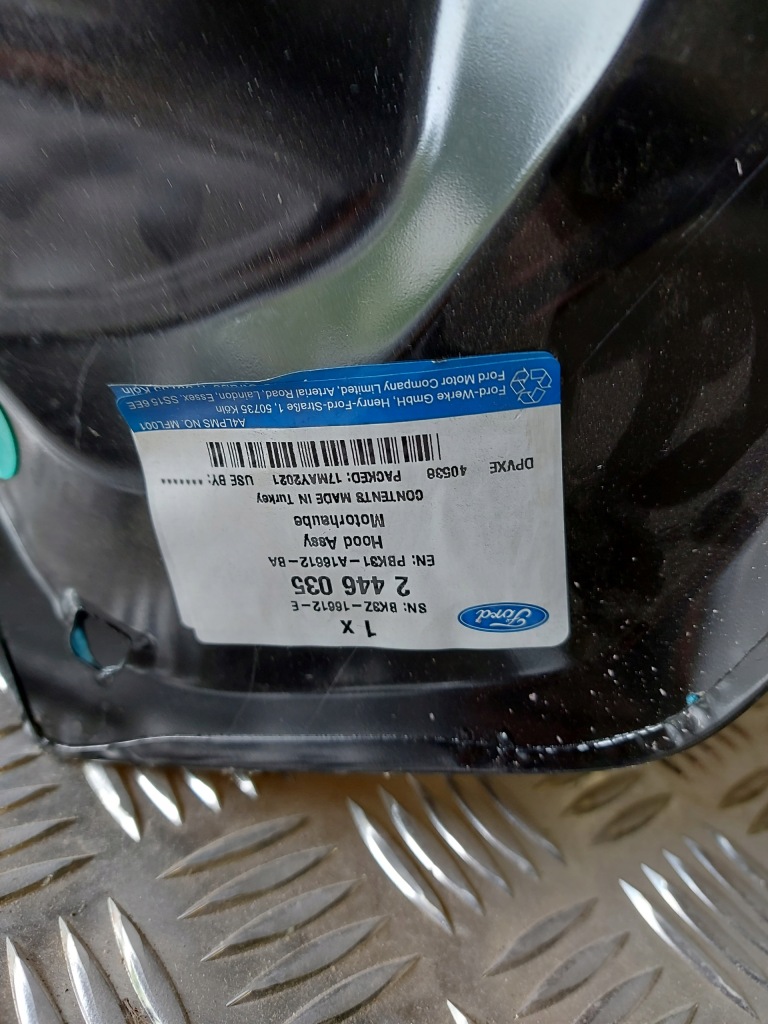 Ford
1 x
SN: BK3Z-16612-E
2 446 035
EN: PBK31-A16612-BA
Hood Assy
Motorhaube
CONTENTS MADE IN Turkey
DPVXE 40538 PACKED: 17MAY2021 USE BY: *******
A4LPMS NO. MFL001
Ford-Werke GmbH, Henry-Ford-Straße 1, 50735 Köln
Ford Motor Company Limited, Arterial Road, Laindon, Essex. SS15 6EE